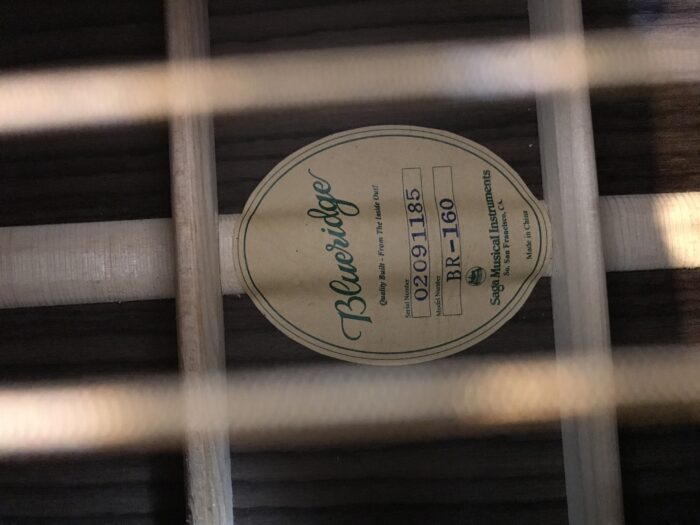 Blueridge
Quality Built - From The Inside Out!
Serial Number
02091185
Model Number
BR-160
Saga Musical Instruments
So. San Francisco, CA.
Made in China